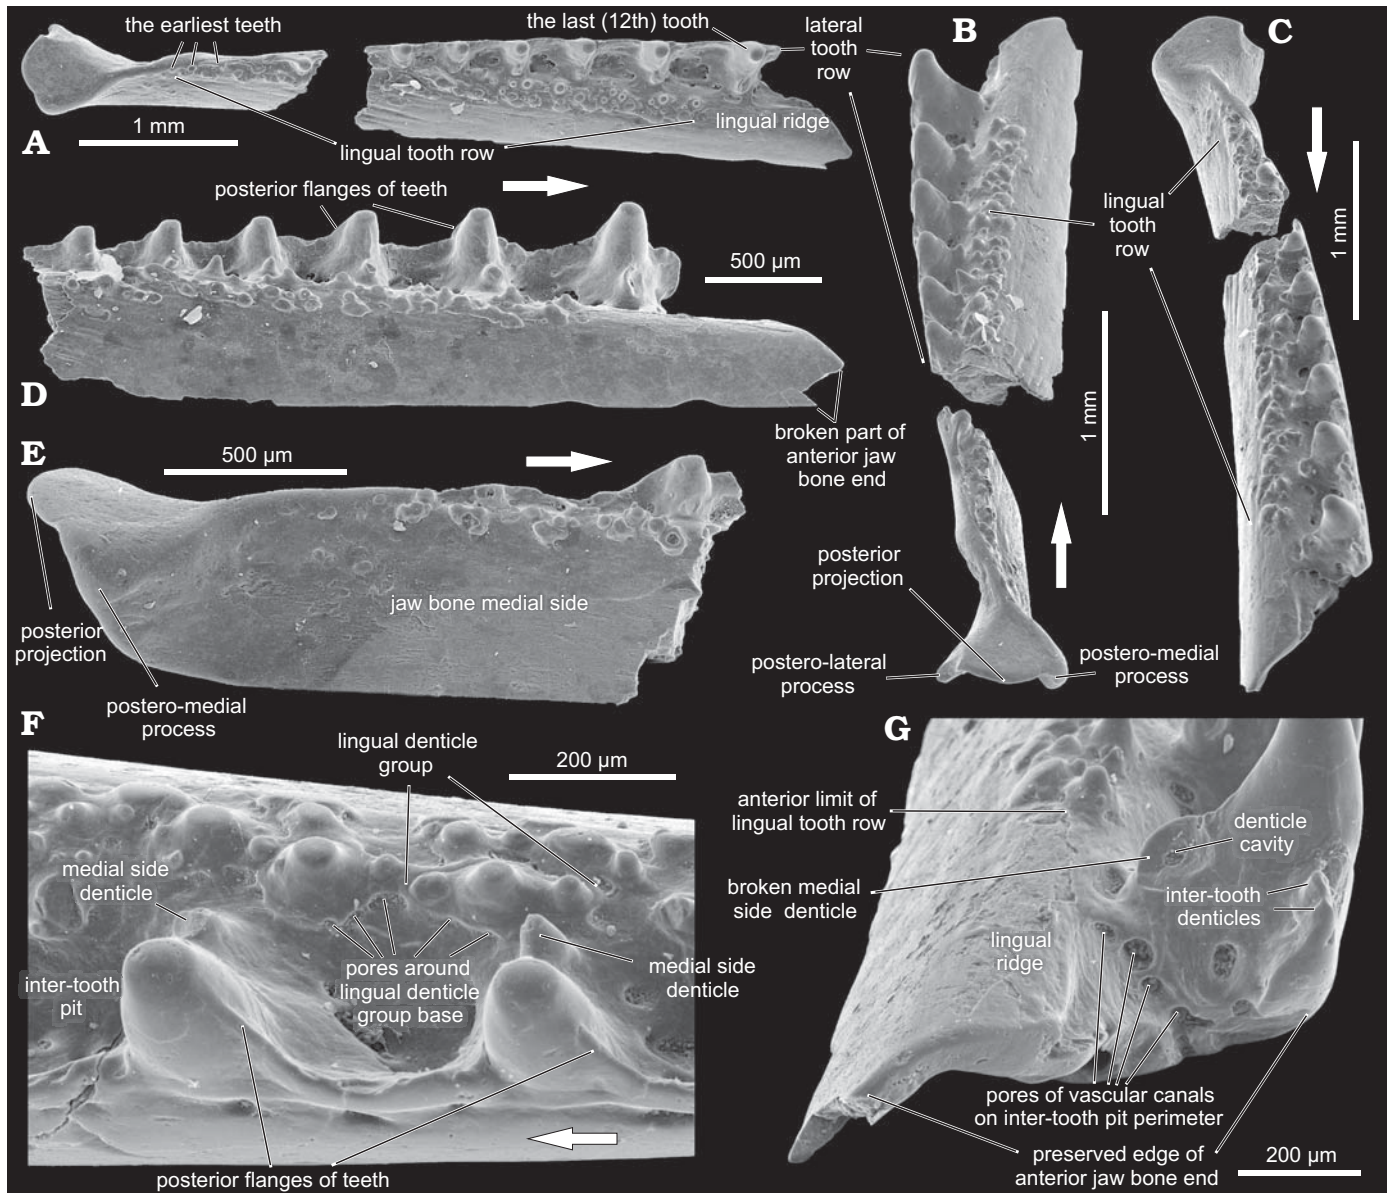 the earliest teeth
the last (12th) tooth
lateral
tooth
row
B
C
1 mm
A
lingual ridge
lingual tooth row
posterior flanges of teeth
lingual
tooth
row
1 mm
500 µm
D
1 mm
broken part of
anterior jaw
bone end
E
500 µm
posterior
projection
jaw bone medial side
posterior
projection
postero-medial
process
postero-lateral
process
postero-medial
process
F
lingual denticle
group
200 µm
medial side
denticle
inter-tooth
pit
pores around
lingual denticle
group base
medial side
denticle
posterior flanges of teeth
G
anterior limit of
lingual tooth row
denticle
cavity
broken medial
side denticle
inter-tooth
denticles
lingual
ridge
pores of vascular canals
on inter-tooth pit perimeter
preserved edge of
anterior jaw bone end
200 µm